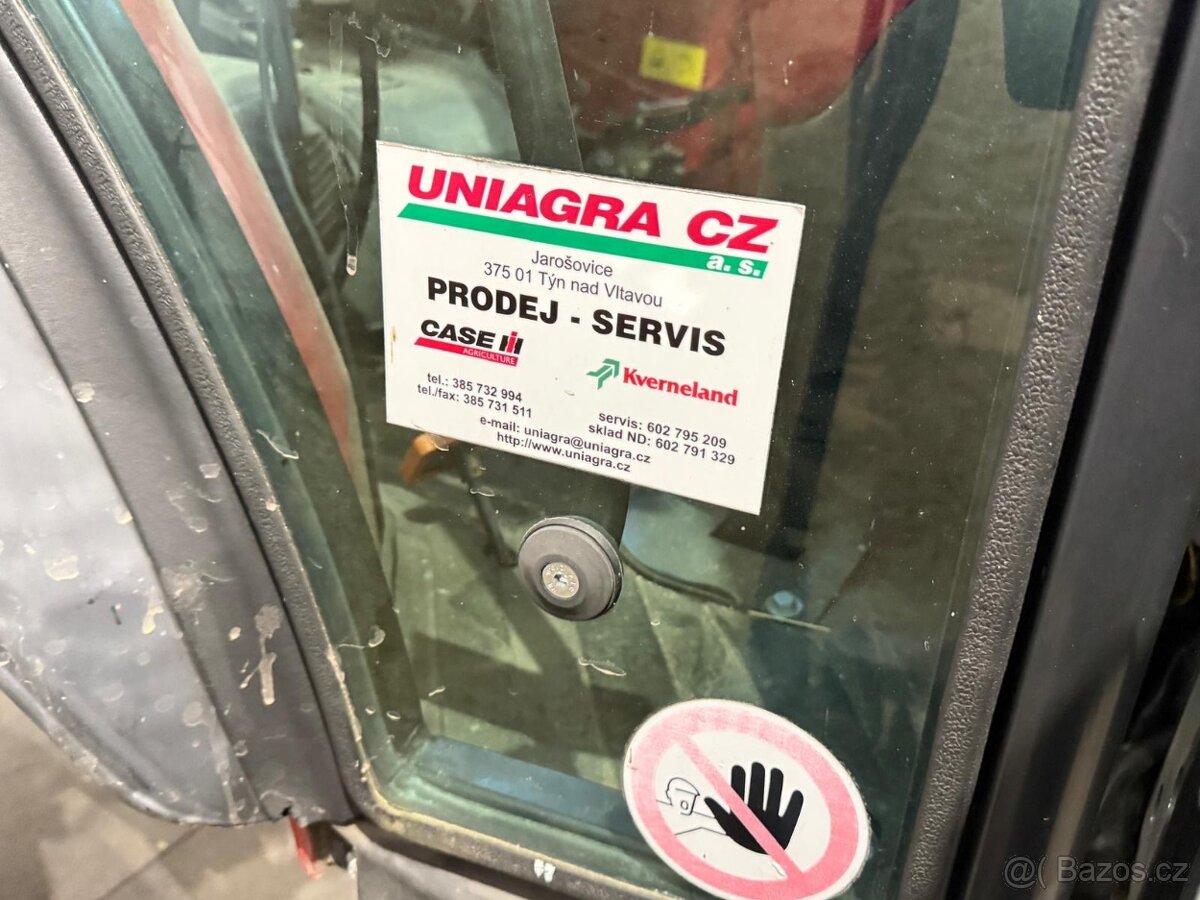 UNIAGRA CZ
a. s.
Jarošovice
375 01 Týn nad Vltavou
PRODEJ - SERVIS
CASE IH
AGRICULTURE
Kverneland
tel.: 385 732 994
tel./fax: 385 731 511
servis: 602 795 209
sklad ND: 602 791 329
e-mail: uniagra@uniagra.cz
http://www.uniagra.cz
@( Bazos.cz